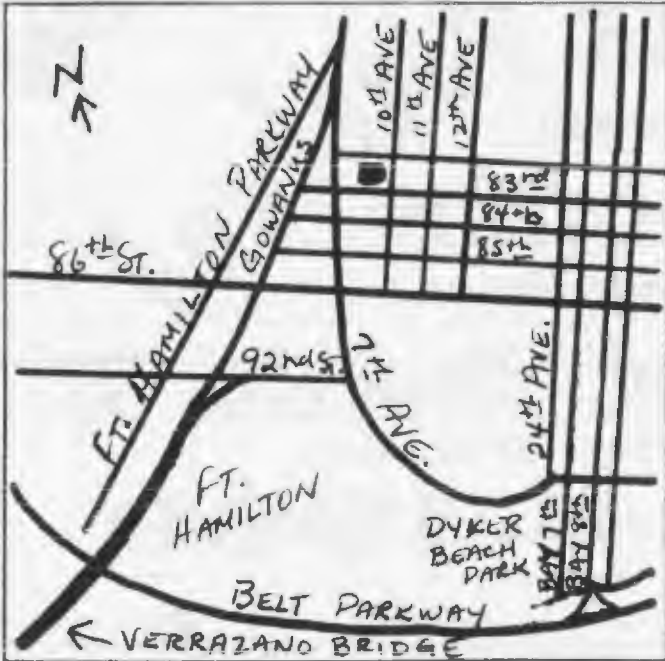 N
10th AVE
11th AVE
12th AVE
FT. HAMILTON PARKWAY
GOWANUS
83rd
84th
85th
86th ST.
92nd ST.
7TH AVE.
24th AVE.
FT.
HAMILTON
DYKER
BEACH
PARK
BAY 7th
BAY 8th
BELT PARKWAY
← VERRAZANO BRIDGE